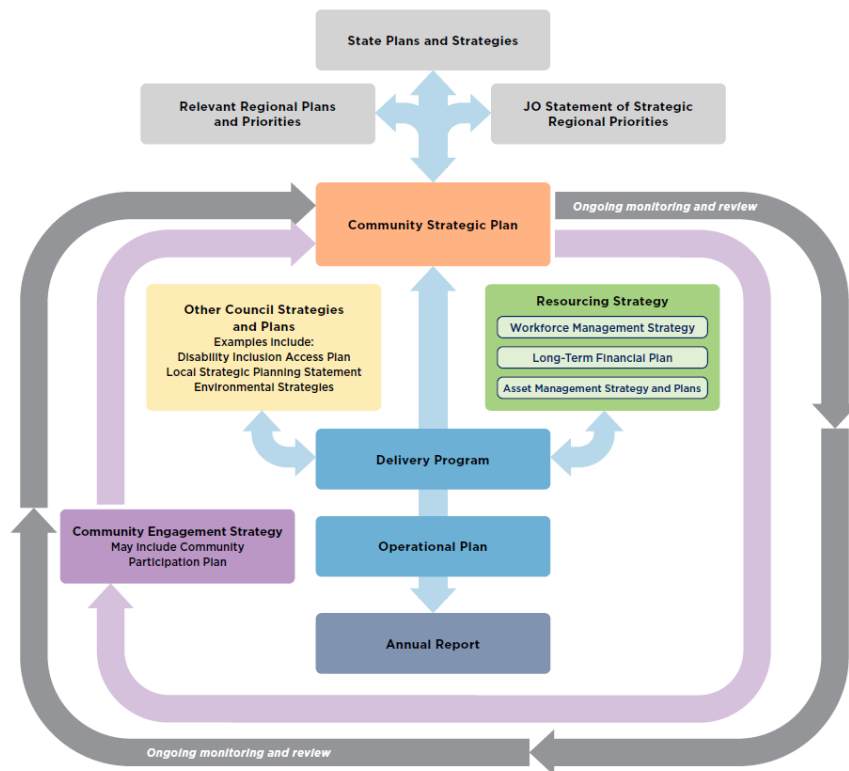 State Plans and Strategies
Relevant Regional Plans
and Priorities
JO Statement of Strategic
Regional Priorities
Community Strategic Plan
Ongoing monitoring and review
Other Council Strategies
and Plans
Examples include:
Disability Inclusion Access Plan
Local Strategic Planning Statement
Environmental Strategies
Resourcing Strategy
Workforce Management Strategy
Long-Term Financial Plan
Asset Management Strategy and Plans
Delivery Program
Community Engagement Strategy
May include Community
Participation Plan
Operational Plan
Annual Report
Ongoing monitoring and review